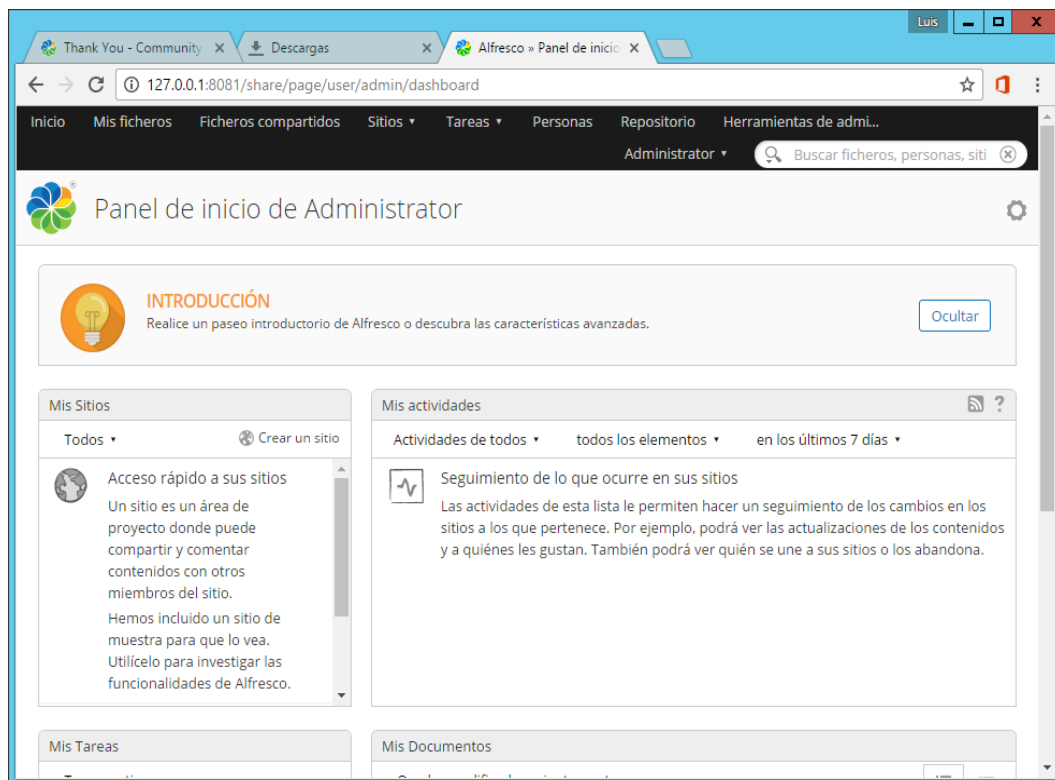 Luis
Thank You - Community
Descargas
Alfresco » Panel de inicio
127.0.0.1:8081/share/page/user/admin/dashboard
Inicio Mis ficheros Ficheros compartidos Sitios Tareas Personas Repositorio Herramientas de admi...
Administrator Buscar ficheros, personas, siti
Panel de inicio de Administrator
INTRODUCCIÓN
Realice un paseo introductorio de Alfresco o descubra las características avanzadas.
Ocultar
Mis Sitios
Todos Crear un sitio
Acceso rápido a sus sitios
Un sitio es un área de
proyecto donde puede
compartir y comentar
contenidos con otros
miembros del sitio.
Hemos incluido un sitio de
muestra para que lo vea.
Utilícelo para investigar las
funcionalidades de Alfresco.
Mis actividades
?
Actividades de todos todos los elementos en los últimos 7 días
Seguimiento de lo que ocurre en sus sitios
Las actividades de esta lista le permiten hacer un seguimiento de los cambios en los
sitios a los que pertenece. Por ejemplo, podrá ver las actualizaciones de los contenidos
y a quiénes les gustan. También podrá ver quién se une a sus sitios o los abandona.
Mis Tareas
Mis Documentos